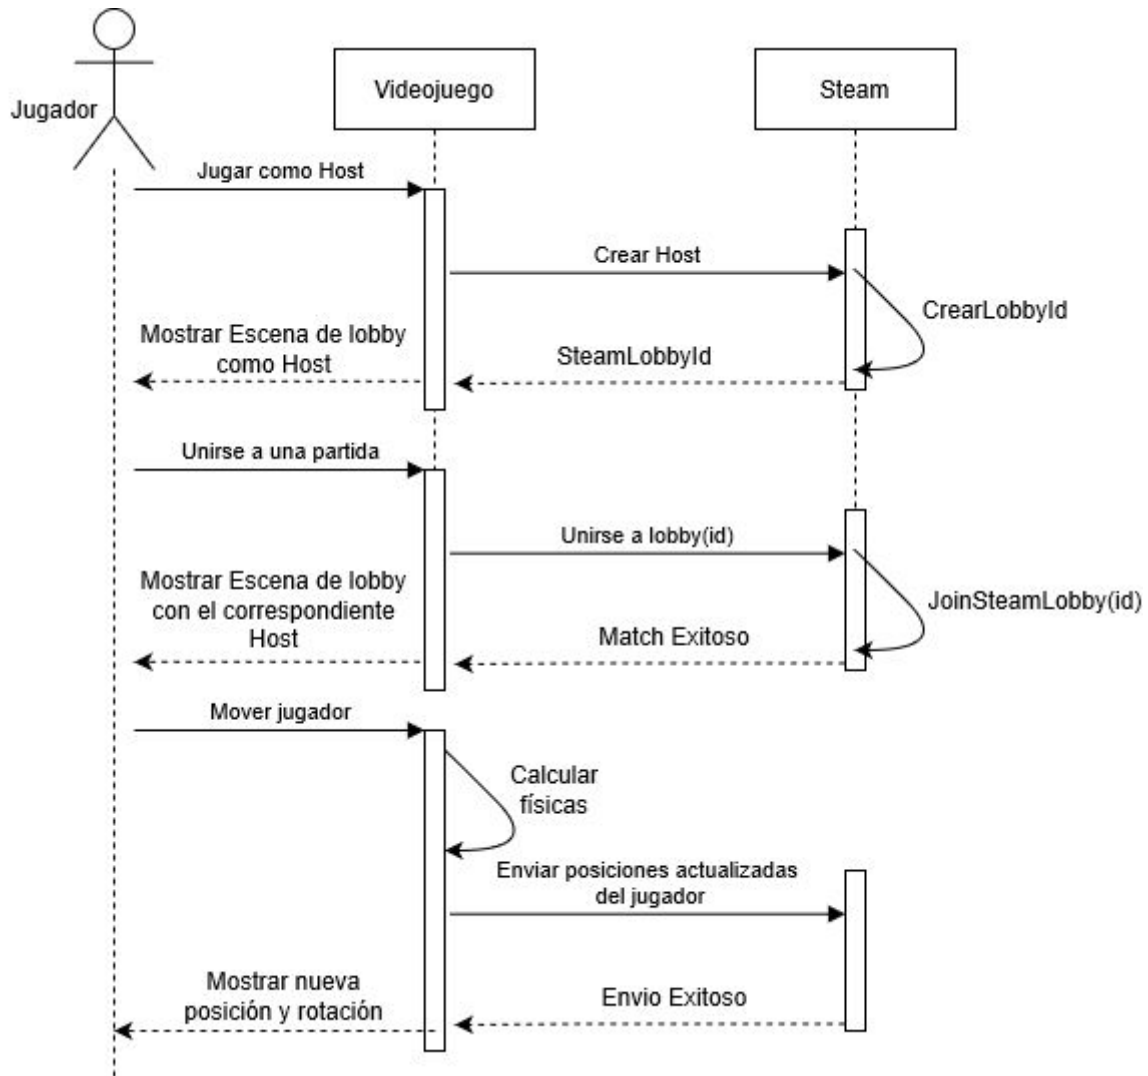 Jugador
Videojuego
Steam
Jugar como Host
Crear Host
CrearLobbyId
Mostrar Escena de lobby
como Host
SteamLobbyId
Unirse a una partida
Unirse a lobby(id)
Mostrar Escena de lobby
con el correspondiente
Host
JoinSteamLobby(id)
Match Exitoso
Mover jugador
Calcular
físicas
Enviar posiciones actualizadas
del jugador
Mostrar nueva
posición y rotación
Envio Exitoso